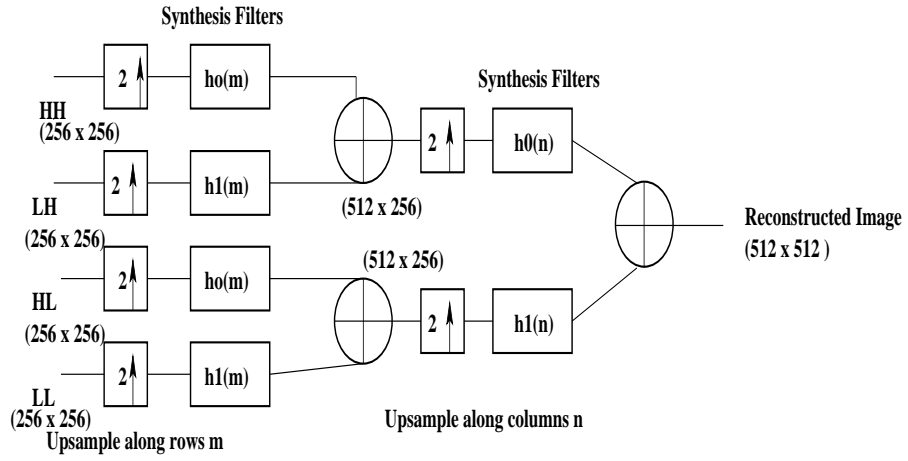 Synthesis Filters
2
ho(m)
HH
(256 x 256)
Synthesis Filters
2
h0(n)
2
h1(m)
LH
(256 x 256)
(512 x 256)
Reconstructed Image
(512 x 512 )
2
ho(m)
HL
(256 x 256)
(512 x 256)
2
h1(n)
2
h1(m)
LL
(256 x 256)
Upsample along rows m
Upsample along columns n